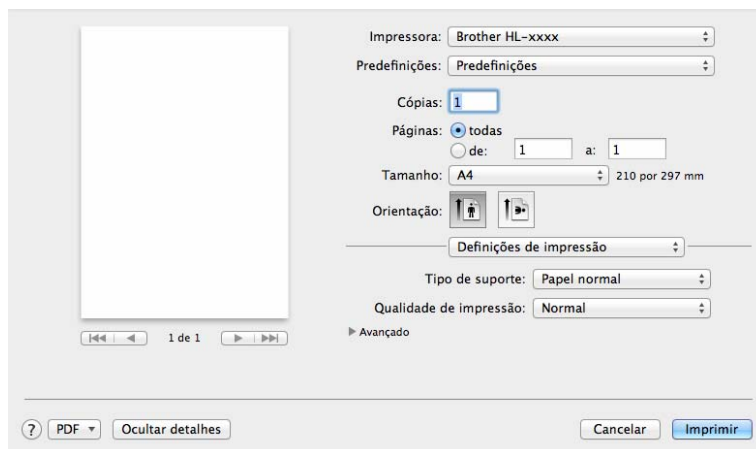 Impressora: Brother HL-xxxx
Predefinições: Predefinições
Cópias: 1
Páginas: todas
de: 1 a: 1
Tamanho: A4 210 por 297 mm
Orientação:
Definições de impressão
Tipo de suporte: Papel normal
Qualidade de impressão: Normal
Avançado
1 de 1
? PDF Ocultar detalhes Cancelar Imprimir